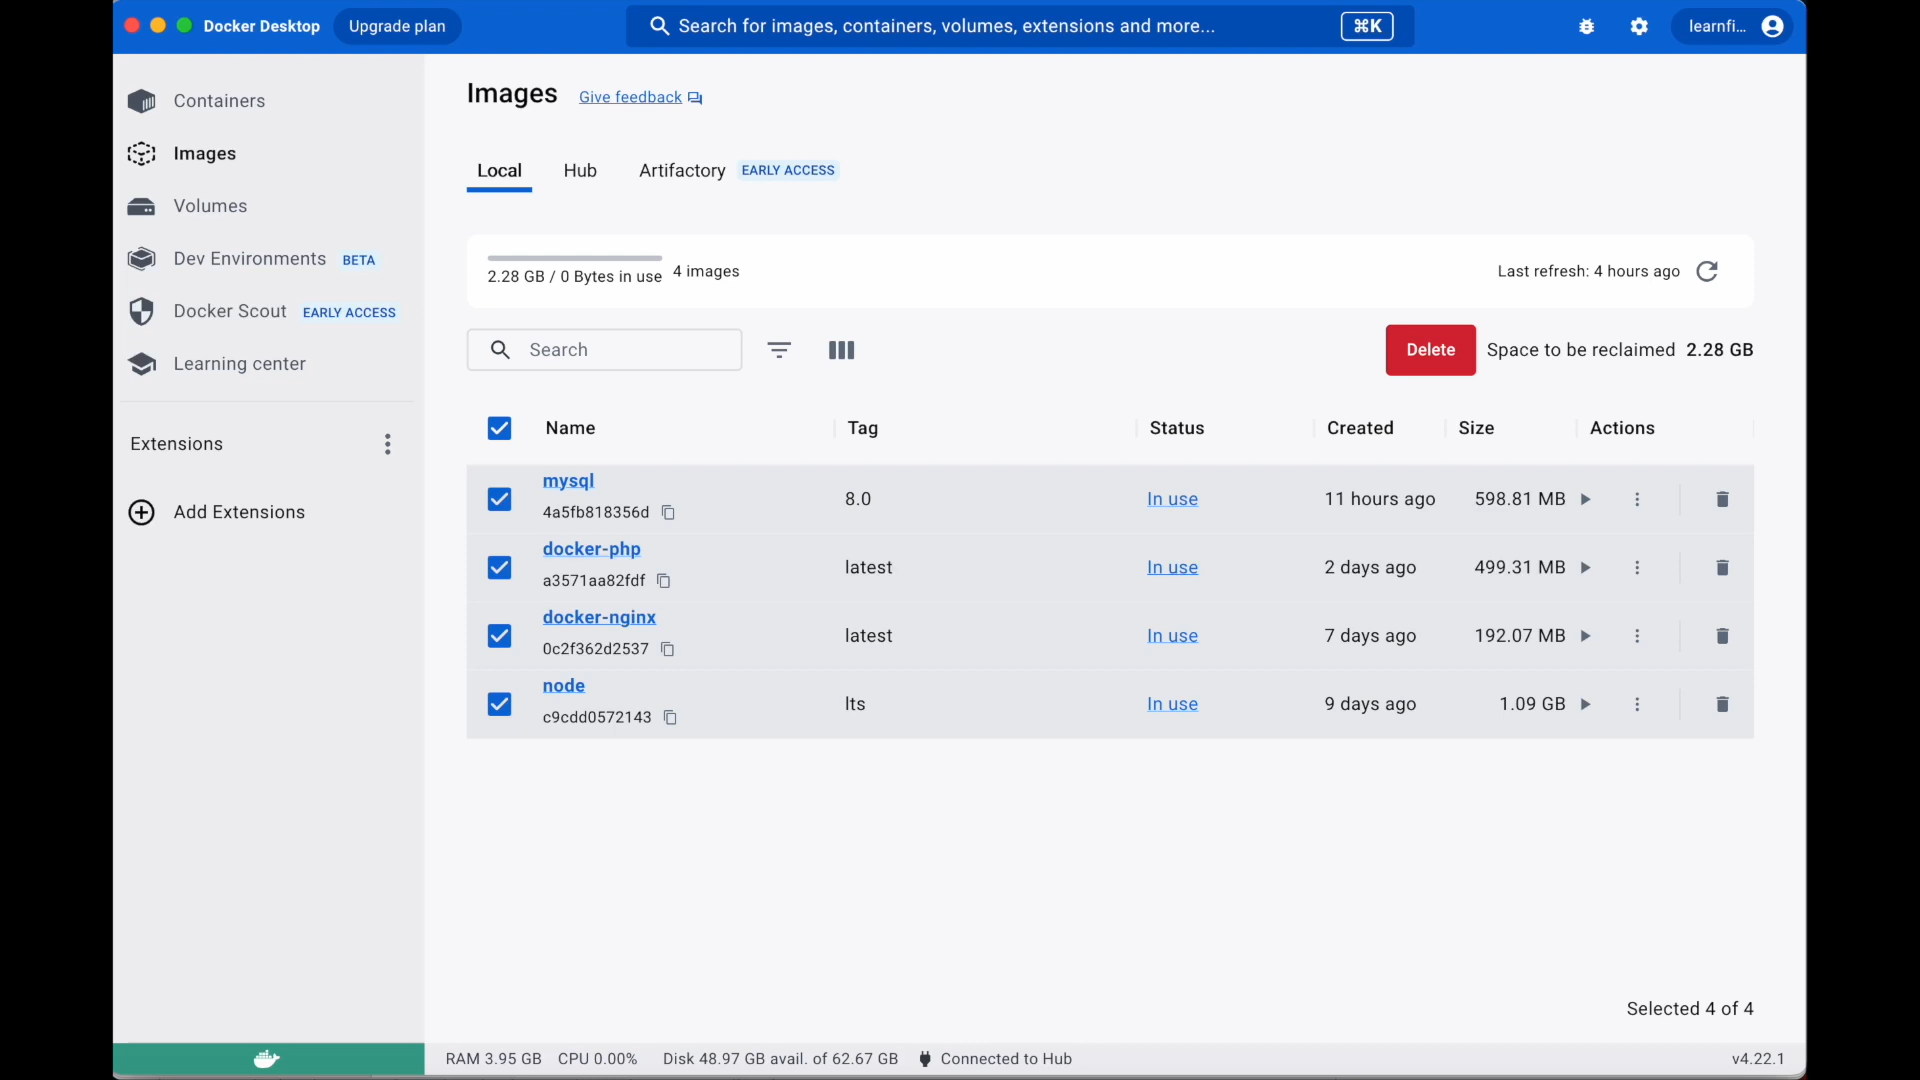 Docker Desktop Upgrade plan Search for images, containers, volumes, extensions and more... ⌘K learnfi...
Containers
Images
Volumes
Dev Environments BETA
Docker Scout EARLY ACCESS
Learning center
Extensions
Add Extensions
Images Give feedback
Local Hub Artifactory EARLY ACCESS
2.28 GB / 0 Bytes in use 4 images Last refresh: 4 hours ago
Search Delete Space to be reclaimed 2.28 GB
Name Tag Status Created Size Actions
mysql
4a5fb818356d 8.0 In use 11 hours ago 598.81 MB
docker-php
a3571aa82fdf latest In use 2 days ago 499.31 MB
docker-nginx
0c2f362d2537 latest In use 7 days ago 192.07 MB
node
c9cdd0572143 lts In use 9 days ago 1.09 GB
Selected 4 of 4
RAM 3.95 GB CPU 0.00% Disk 48.97 GB avail. of 62.67 GB Connected to Hub v4.22.1